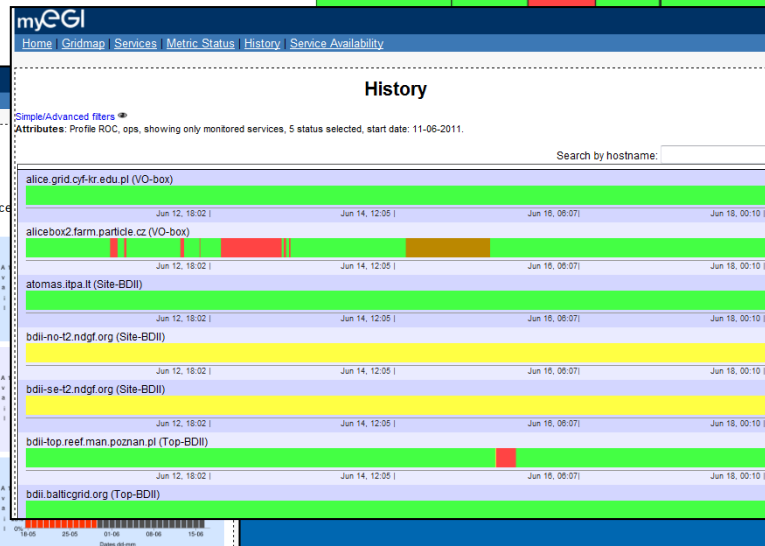 myEGI
Home | Gridmap | Services | Metric Status | History | Service Availability
History
Simple/Advanced filters
Attributes: Profile ROC, ops, showing only monitored services, 5 status selected, start date: 11-06-2011.
Search by hostname:
alice.grid.cyf-kr.edu.pl (VO-box)
Jun 12, 18:02 | Jun 14, 12:05 | Jun 16, 06:07| Jun 18, 00:10 |
alicebox2.farm.particle.cz (VO-box)
Jun 12, 18:02 | Jun 14, 12:05 | Jun 16, 06:07| Jun 18, 00:10 |
atomas.itpa.lt (Site-BDII)
Jun 12, 18:02 | Jun 14, 12:05 | Jun 16, 06:07| Jun 18, 00:10 |
bdii-no-t2.ndgf.org (Site-BDII)
Jun 12, 18:02 | Jun 14, 12:05 | Jun 16, 06:07| Jun 18, 00:10 |
bdii-se-t2.ndgf.org (Site-BDII)
Jun 12, 18:02 | Jun 14, 12:05 | Jun 16, 06:07| Jun 18, 00:10 |
bdii-top.reef.man.poznan.pl (Top-BDII)
Jun 12, 18:02 | Jun 14, 12:05 | Jun 16, 06:07| Jun 18, 00:10 |
bdii.balticgrid.org (Top-BDII)
0%
18-05 25-05 01-06 08-06 15-06
Dates dd-mm